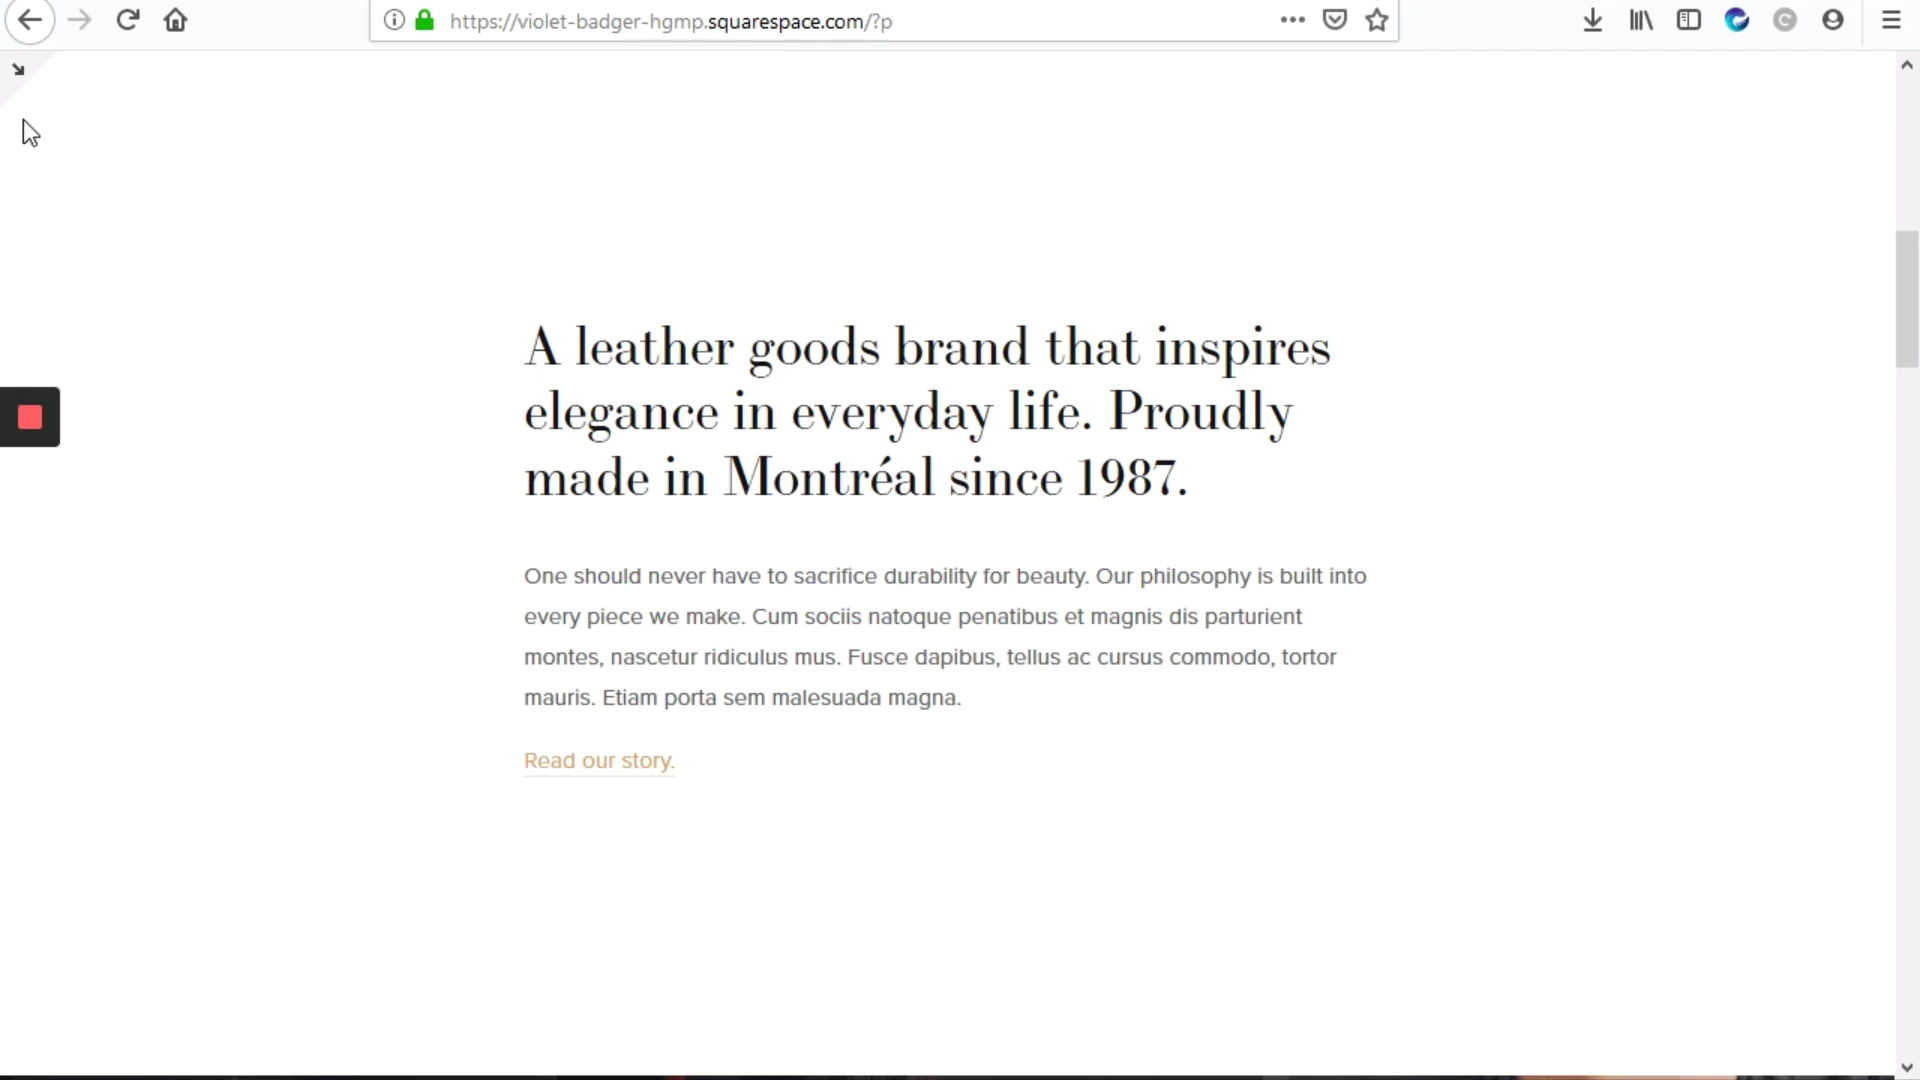 https://violet-badger-hgmp.squarespace.com/?p
A leather goods brand that inspires
elegance in everyday life. Proudly
made in Montréal since 1987.
One should never have to sacrifice durability for beauty. Our philosophy is built into
every piece we make. Cum sociis natoque penatibus et magnis dis parturient
montes, nascetur ridiculus mus. Fusce dapibus, tellus ac cursus commodo, tortor
mauris. Etiam porta sem malesuada magna.
Read our story.